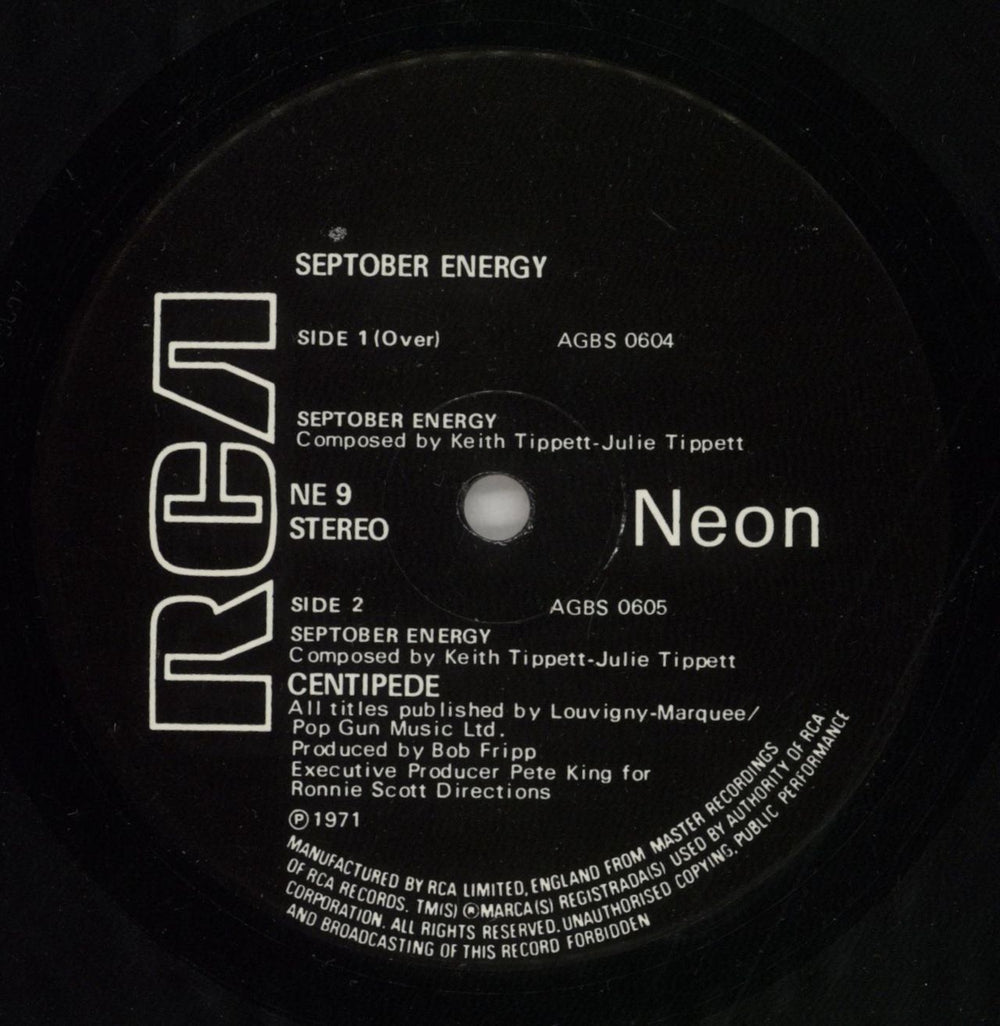 SEPTOBER ENERGY
SIDE 1 (Over) AGBS 0604
SEPTOBER ENERGY
Composed by Keith Tippett-Julie Tippett
RCA
NE 9
STEREO
Neon
SIDE 2 AGBS 0605
SEPTOBER ENERGY
Composed by Keith Tippett-Julie Tippett
CENTIPEDE
All titles published by Louvigny-Marquee/
Pop Gun Music Ltd.
Produced by Bob Fripp
Executive Producer Pete King for
Ronnie Scott Directions
℗ 1971
MANUFACTURED BY RCA LIMITED, ENGLAND FROM MASTER RECORDINGS
OF RCA RECORDS. TM(S) ® MARCA(S) REGISTRADA(S) USED BY AUTHORITY OF RCA
CORPORATION. ALL RIGHTS RESERVED. UNAUTHORISED COPYING, PUBLIC PERFORMANCE
AND BROADCASTING OF THIS RECORD FORBIDDEN